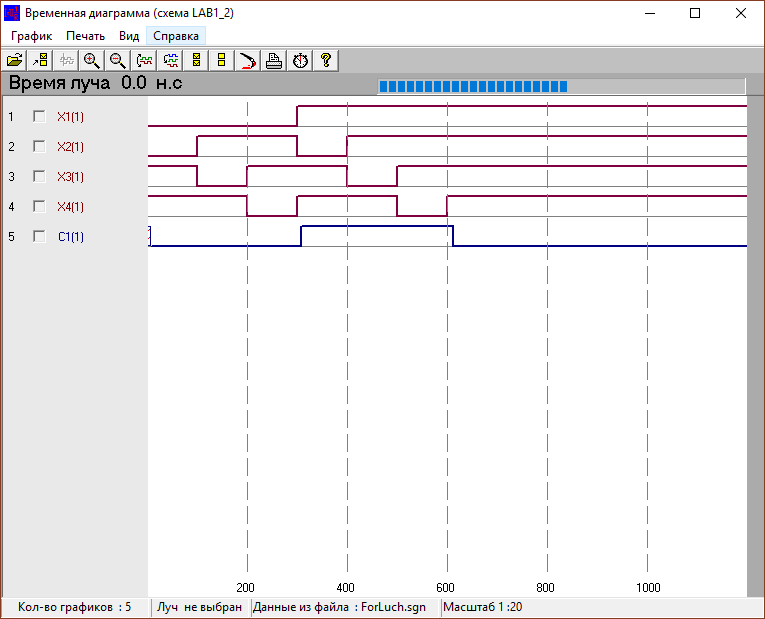 Временная диаграмма (схема LAB1_2)
График Печать Вид Справка
Время луча 0.0 н.с
1 X1(1)
2 X2(1)
3 X3(1)
4 X4(1)
5 C1(1)
200 400 600 800 1000
Кол-во графиков : 5 Луч не выбран Данные из файла : ForLuch.sgn Масштаб 1 :20